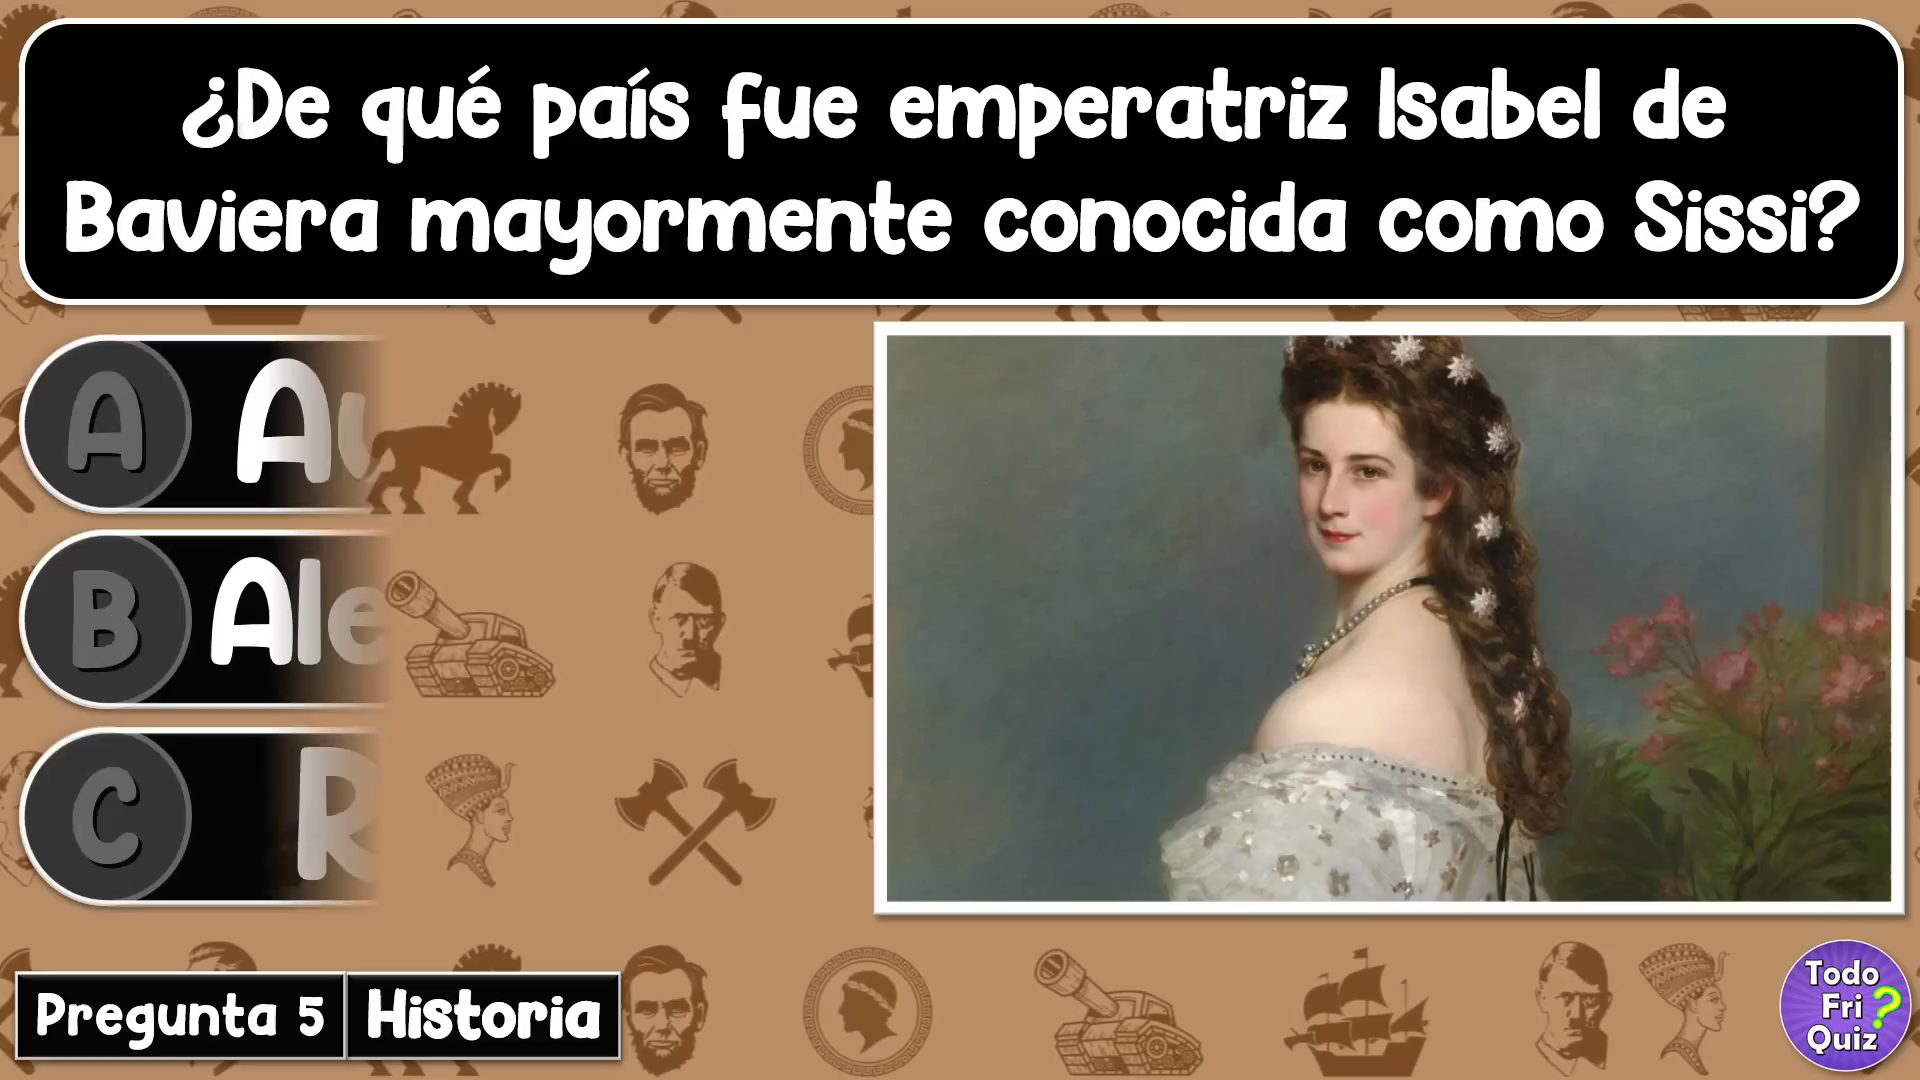 ¿De qué país fue emperatriz Isabel de
Baviera mayormente conocida como Sissi?
A
B
C
Pregunta 5 Historia
Todo
Fri
Quiz?